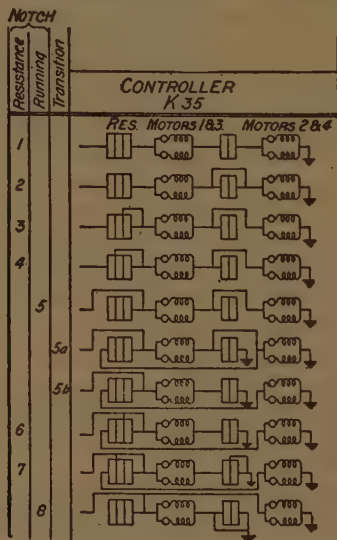 NOTCH
Resistance
Running
Transition
CONTROLLER
K 35
RES. MOTORS 1&3. MOTORS 2&4
1
2
3
4
5
5a
5b
6
7
8